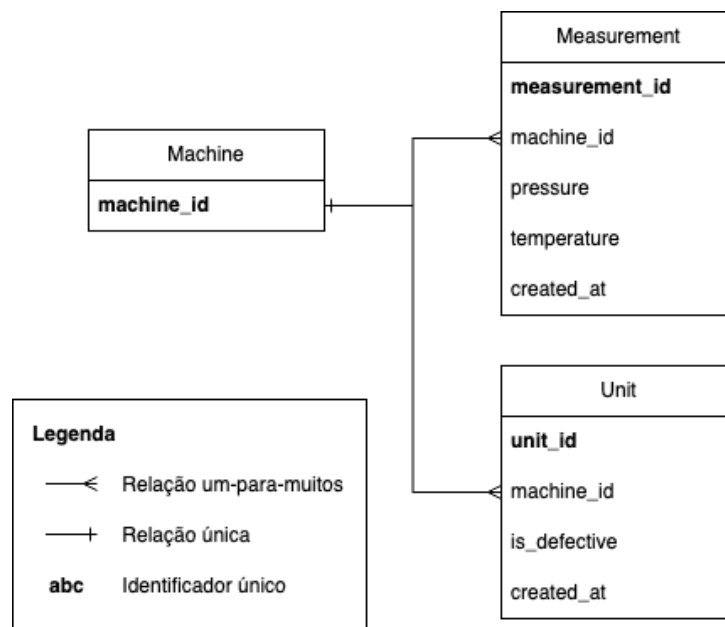 Machine
machine_id
Measurement
measurement_id
machine_id
pressure
temperature
created_at
Unit
unit_id
machine_id
is_defective
created_at
Legenda
Relação um-para-muitos
Relação única
abc Identificador único